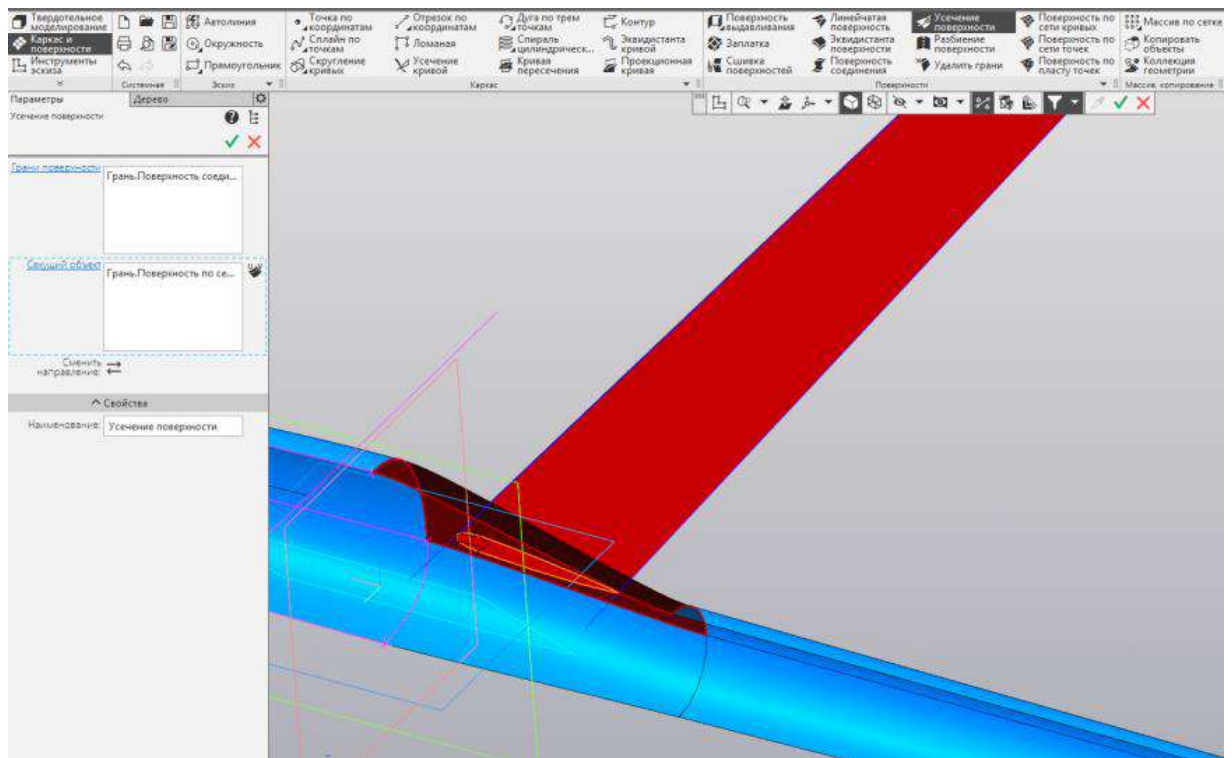 Твердотельное моделирование
Каркас и поверхности
Инструменты эскиза
Системная
Автолиния
Окружность
Прямоугольник
Эскиз
Точка по координатам
Сплайн по точкам
Скругление кривых
Отрезок по координатам
Ломаная
Усечение кривой
Дуга по трем точкам
Спираль цилиндрическ...
Кривая пересечения
Контур
Эквидистанта кривой
Проекционная кривая
Каркас
Поверхность выдавливания
Заплатка
Сшивка поверхностей
Линейчатая поверхность
Эквидистанта поверхности
Поверхность соединения
Усечение поверхности
Разбиение поверхности
Удалить грани
Поверхность по сети кривых
Поверхность по сети точек
Поверхность по пласту точек
Поверхности
Массив по сетке
Копировать объекты
Коллекция геометрии
Массив, копирование
Параметры
Дерево
Усечение поверхности
Грани поверхности
Грань.Поверхность соеди...
Секущий объект
Грань.Поверхность по се...
Сменить направление:
Свойства
Наименование:
Усечение поверхности